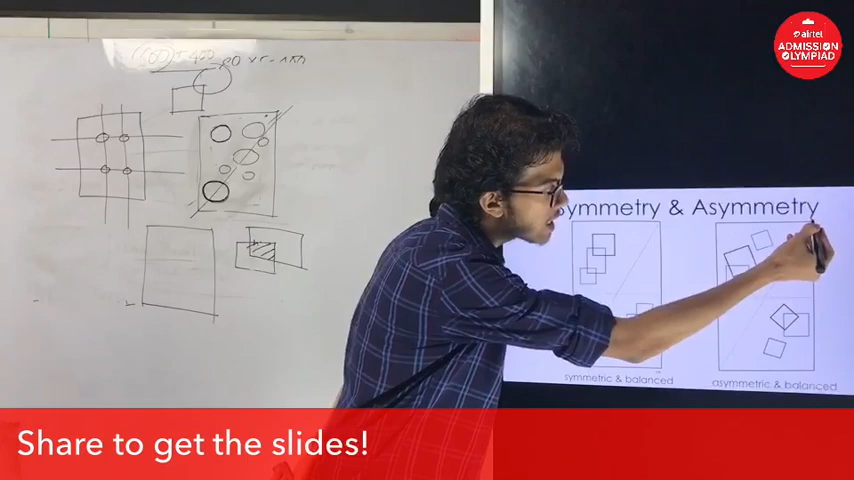 airtel
ADMISSION
OLYMPIAD
Symmetry & Asymmetry
symmetric & balanced
asymmetric & balanced
Share to get the slides!